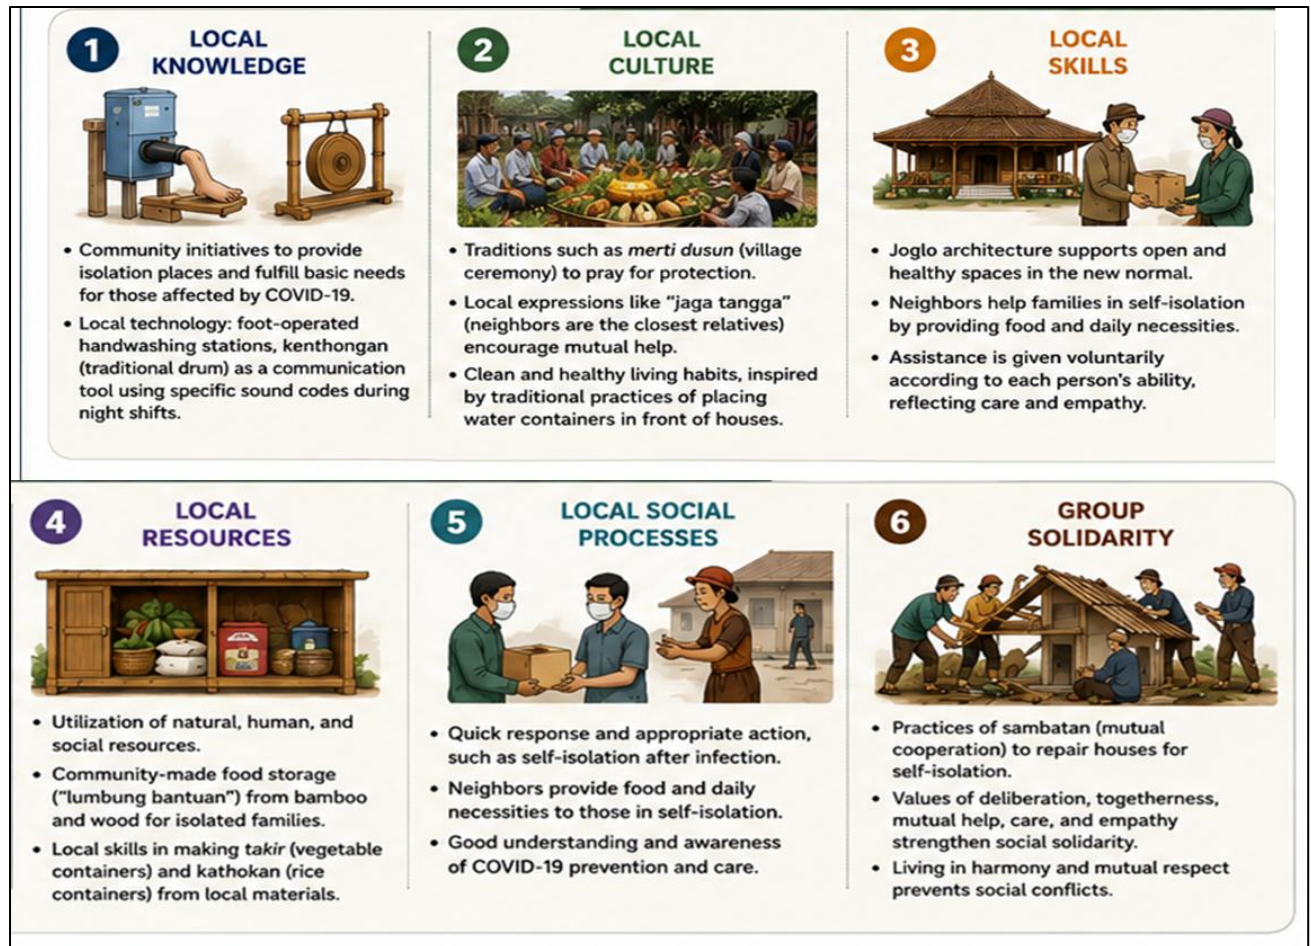 1
LOCAL
KNOWLEDGE
• Community initiatives to provide
isolation places and fulfill basic needs
for those affected by COVID-19.
• Local technology: foot-operated
handwashing stations, kenthongan
(traditional drum) as a communication
tool using specific sound codes during
night shifts.
2
LOCAL
CULTURE
• Traditions such as merti dusun (village
ceremony) to pray for protection.
• Local expressions like “jaga tangga”
(neighbors are the closest relatives)
encourage mutual help.
• Clean and healthy living habits, inspired
by traditional practices of placing
water containers in front of houses.
3
LOCAL
SKILLS
• Joglo architecture supports open and
healthy spaces in the new normal.
• Neighbors help families in self-isolation
by providing food and daily necessities.
• Assistance is given voluntarily
according to each person's ability,
reflecting care and empathy.
4
LOCAL
RESOURCES
• Utilization of natural, human, and
social resources.
• Community-made food storage
(“lumbung bantuan”) from bamboo
and wood for isolated families.
• Local skills in making takir (vegetable
containers) and kathokan (rice
containers) from local materials.
5
LOCAL SOCIAL
PROCESSES
• Quick response and appropriate action,
such as self-isolation after infection.
• Neighbors provide food and daily
necessities to those in self-isolation.
• Good understanding and awareness
of COVID-19 prevention and care.
6
GROUP
SOLIDARITY
• Practices of sambatan (mutual
cooperation) to repair houses for
self-isolation.
• Values of deliberation, togetherness,
mutual help, care, and empathy
strengthen social solidarity.
• Living in harmony and mutual respect
prevents social conflicts.